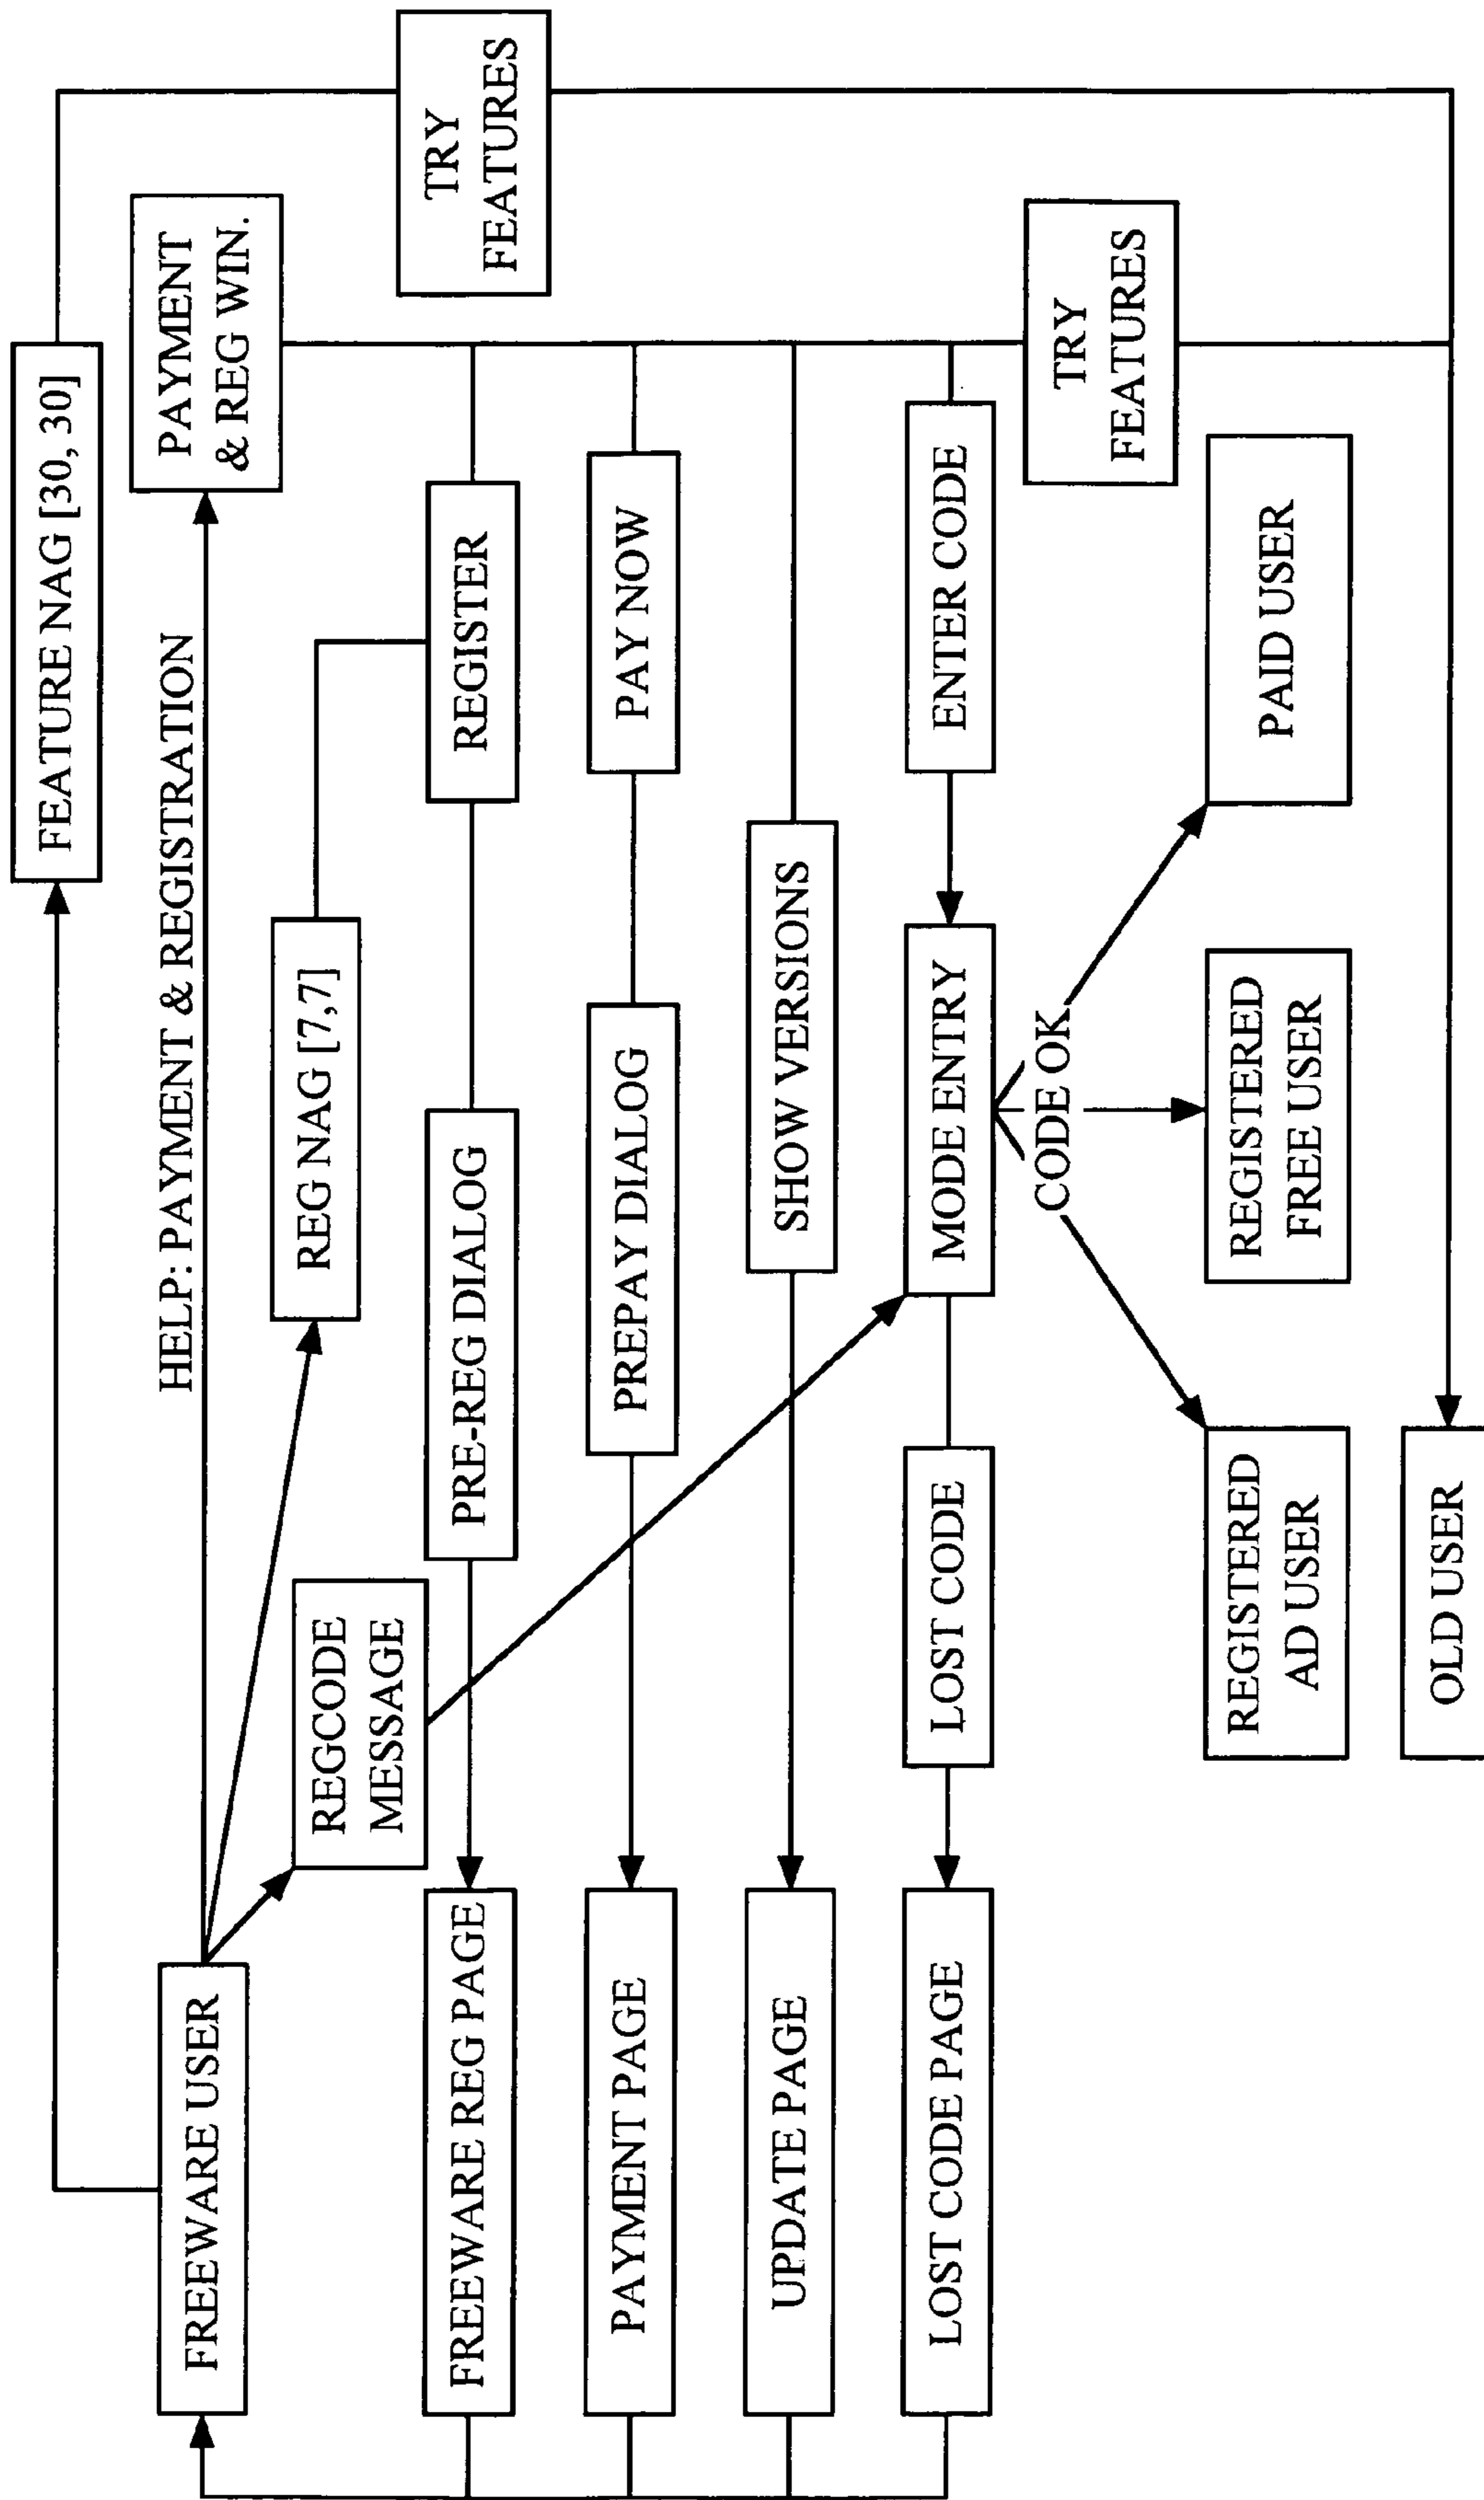 FEATURE NAG [30, 30]
FREEWARE USER
HELP: PAYMENT & REGISTRATION
PAYMENT
& REG WIN.
REG NAG [7,7]
REGCODE
MESSAGE
TRY
FEATURES
FREEWARE REG PAGE
PRE-REG DIALOG
REGISTER
PAYMENT PAGE
PREPAY DIALOG
PAY NOW
UPDATE PAGE
SHOW VERSIONS
LOST CODE PAGE
LOST CODE
MODE ENTRY
ENTER CODE
CODE OK
TRY
FEATURES
REGISTERED
AD USER
REGISTERED
FREE USER
PAID USER
OLD USER